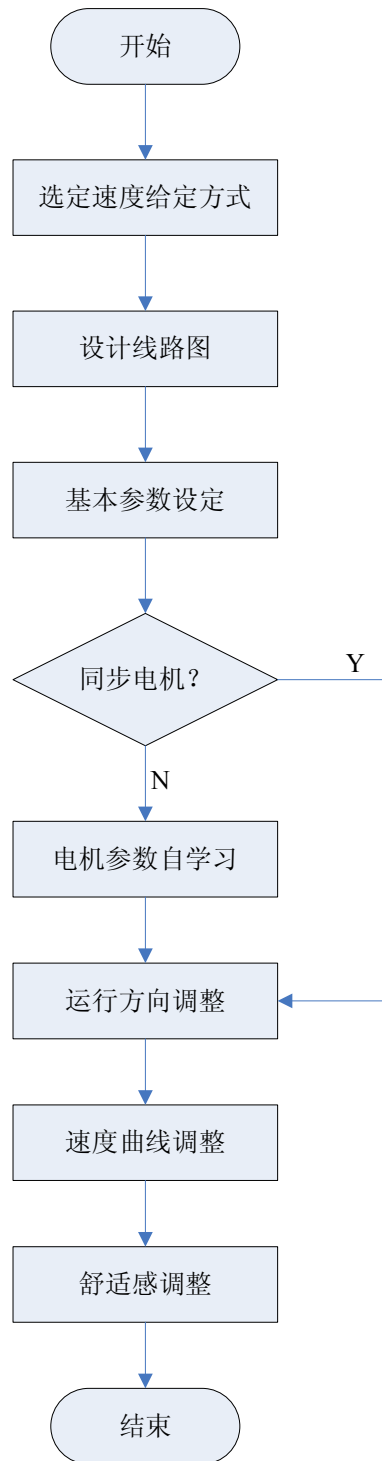 开始
选定速度给定方式
设计线路图
基本参数设定
同步电机？
Y
N
电机参数自学习
运行方向调整
速度曲线调整
舒适感调整
结束